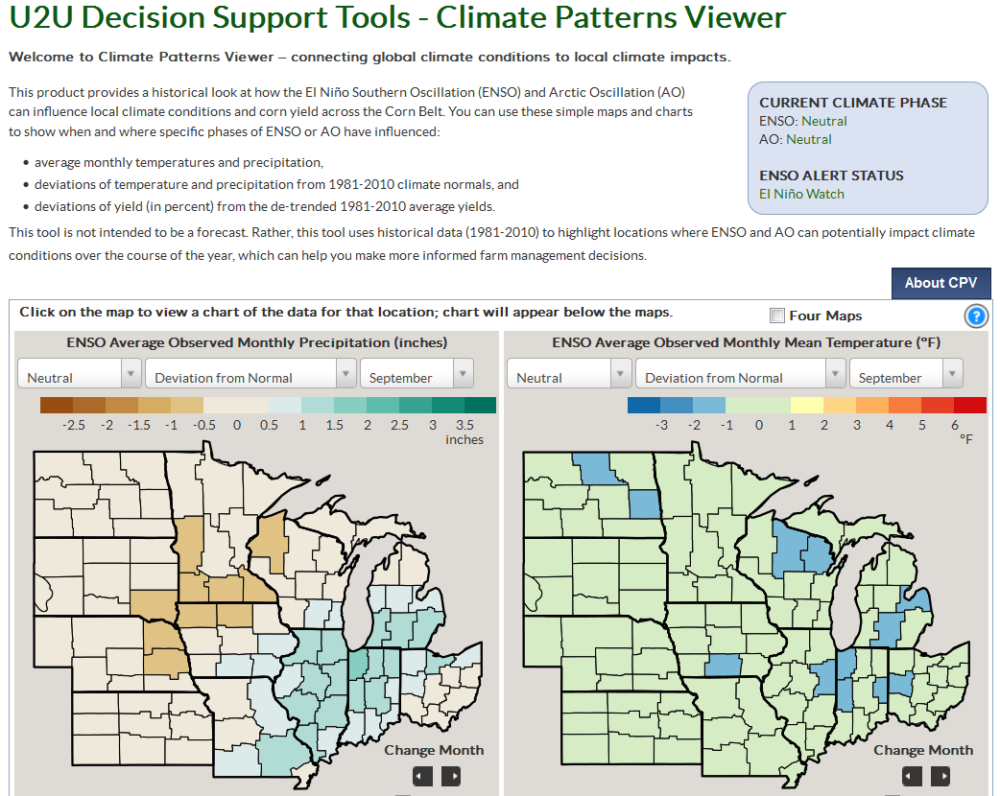 U2U Decision Support Tools - Climate Patterns Viewer
Welcome to Climate Patterns Viewer – connecting global climate conditions to local climate impacts.
This product provides a historical look at how the El Niño Southern Oscillation (ENSO) and Arctic Oscillation (AO)
can influence local climate conditions and corn yield across the Corn Belt. You can use these simple maps and charts
to show when and where specific phases of ENSO or AO have influenced:
• average monthly temperatures and precipitation,
• deviations of temperature and precipitation from 1981-2010 climate normals, and
• deviations of yield (in percent) from the de-trended 1981-2010 average yields.
CURRENT CLIMATE PHASE
ENSO: Neutral
AO: Neutral
ENSO ALERT STATUS
El Niño Watch
This tool is not intended to be a forecast. Rather, this tool uses historical data (1981-2010) to highlight locations where ENSO and AO can potentially impact climate
conditions over the course of the year, which can help you make more informed farm management decisions.
About CPV
Click on the map to view a chart of the data for that location; chart will appear below the maps.
Four Maps
?
ENSO Average Observed Monthly Precipitation (inches)
Neutral Deviation from Normal September
-2.5 -2 -1.5 -1 -0.5 0 0.5 1 1.5 2 2.5 3 3.5
inches
Change Month
ENSO Average Observed Monthly Mean Temperature (°F)
Neutral Deviation from Normal September
-3 -2 -1 0 1 2 3 4 5 6
°F
Change Month